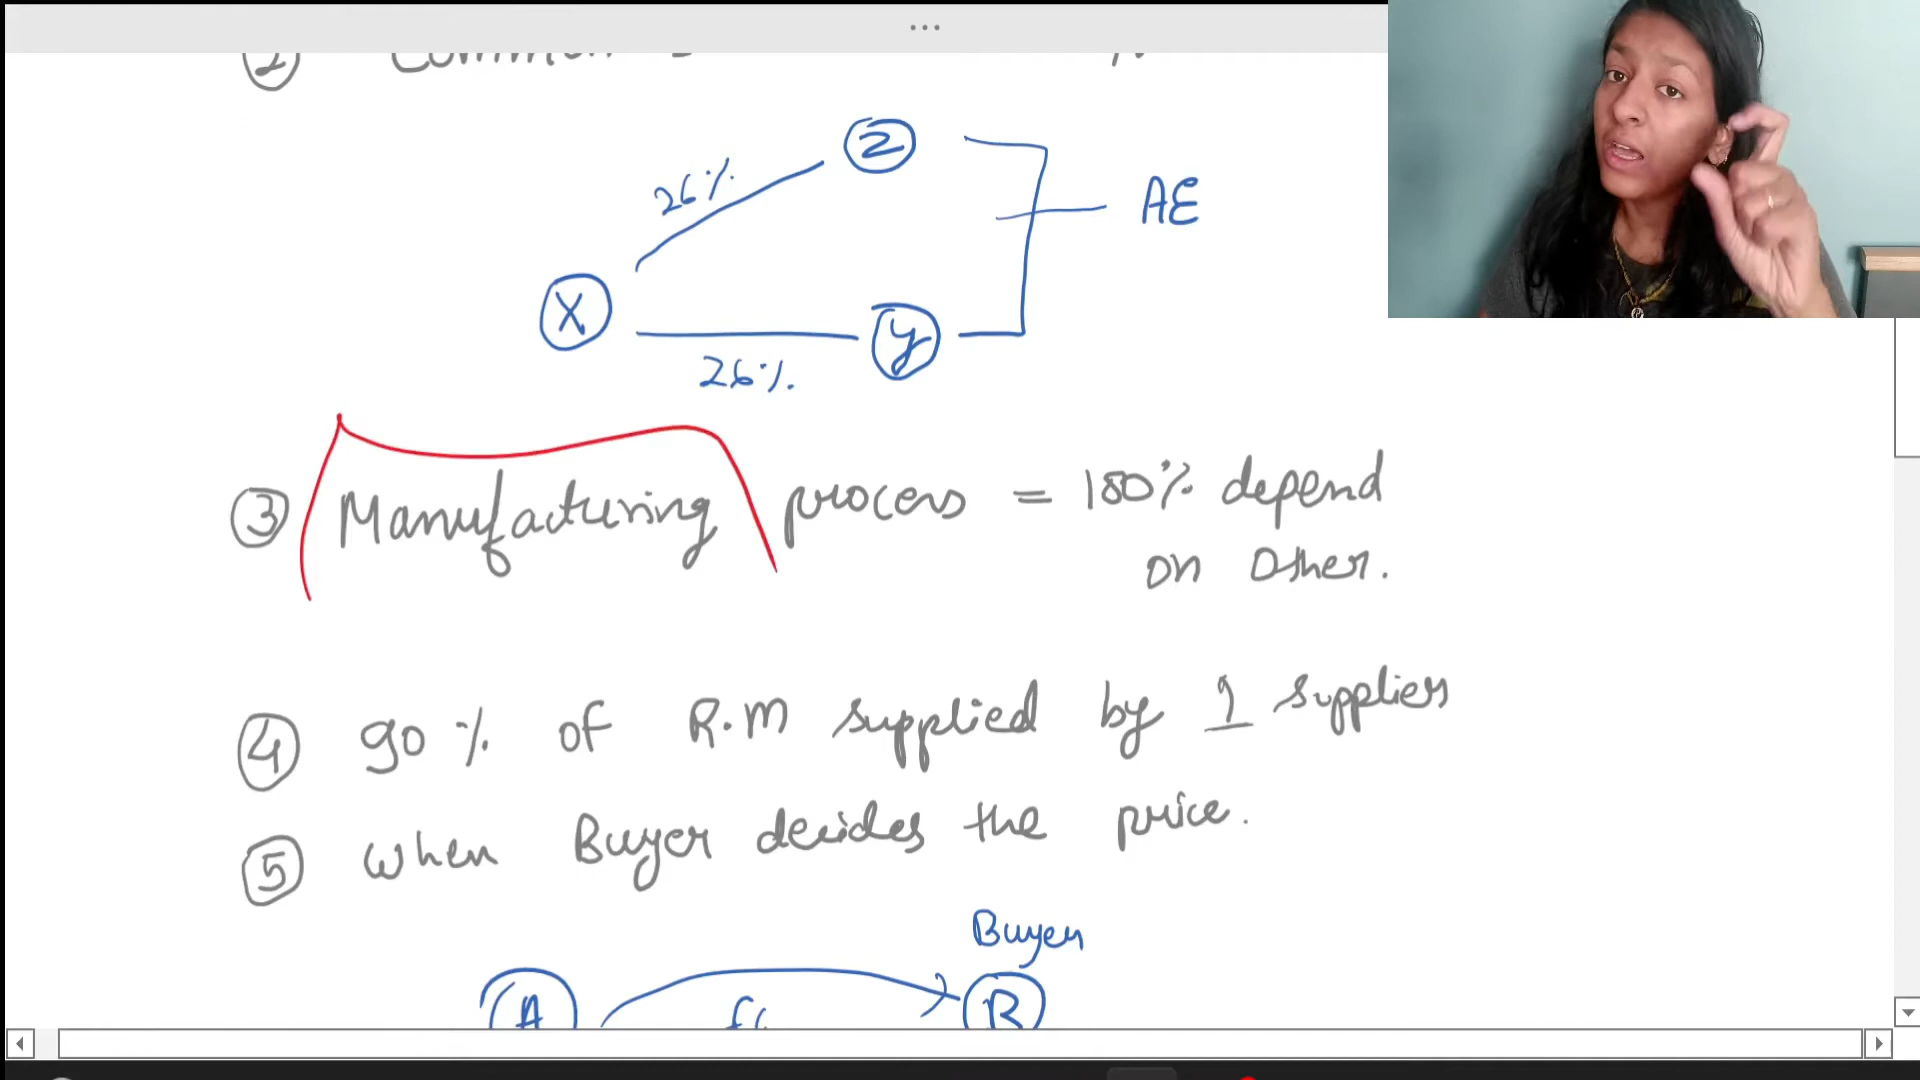 ② Common
26%
Z
AE
X
y
26%
③ Manufacturing process = 100% depend
on Other.
④ 90% of R.M supplied by 1 supplier
⑤ when Buyer decides the price.
Buyer
A
B